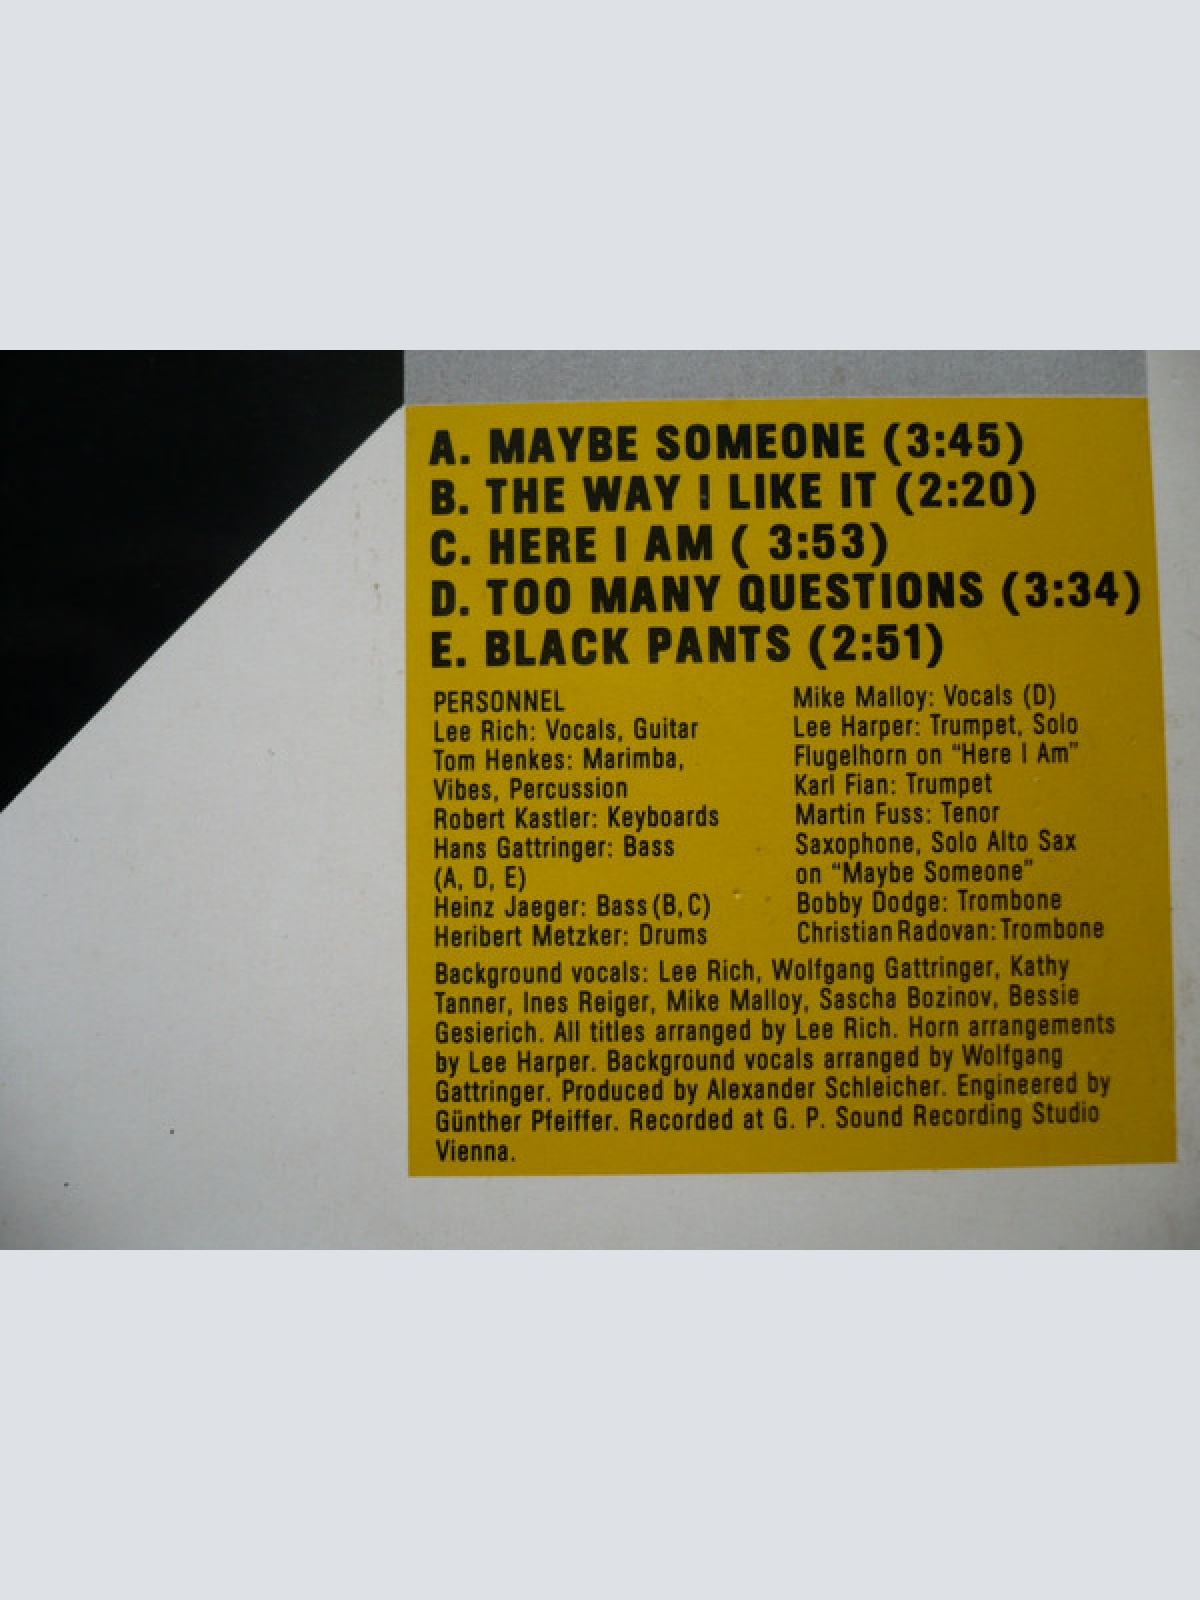 A. MAYBE SOMEONE (3:45)
B. THE WAY I LIKE IT (2:20)
C. HERE I AM ( 3:53)
D. TOO MANY QUESTIONS (3:34)
E. BLACK PANTS (2:51)
PERSONNEL
Lee Rich: Vocals, Guitar
Tom Henkes: Marimba,
Vibes, Percussion
Robert Kastler: Keyboards
Hans Gattringer: Bass
(A, D, E)
Heinz Jaeger: Bass (B, C)
Heribert Metzker: Drums
Mike Malloy: Vocals (D)
Lee Harper: Trumpet, Solo
Flugelhorn on “Here I Am”
Karl Fian: Trumpet
Martin Fuss: Tenor
Saxophone, Solo Alto Sax
on “Maybe Someone”
Bobby Dodge: Trombone
Christian Radovan: Trombone
Background vocals: Lee Rich, Wolfgang Gattringer, Kathy
Tanner, Ines Reiger, Mike Malloy, Sascha Bozinov, Bessie
Gesierich. All titles arranged by Lee Rich. Horn arrangements
by Lee Harper. Background vocals arranged by Wolfgang
Gattringer. Produced by Alexander Schleicher. Engineered by
Günther Pfeiffer. Recorded at G. P. Sound Recording Studio
Vienna.